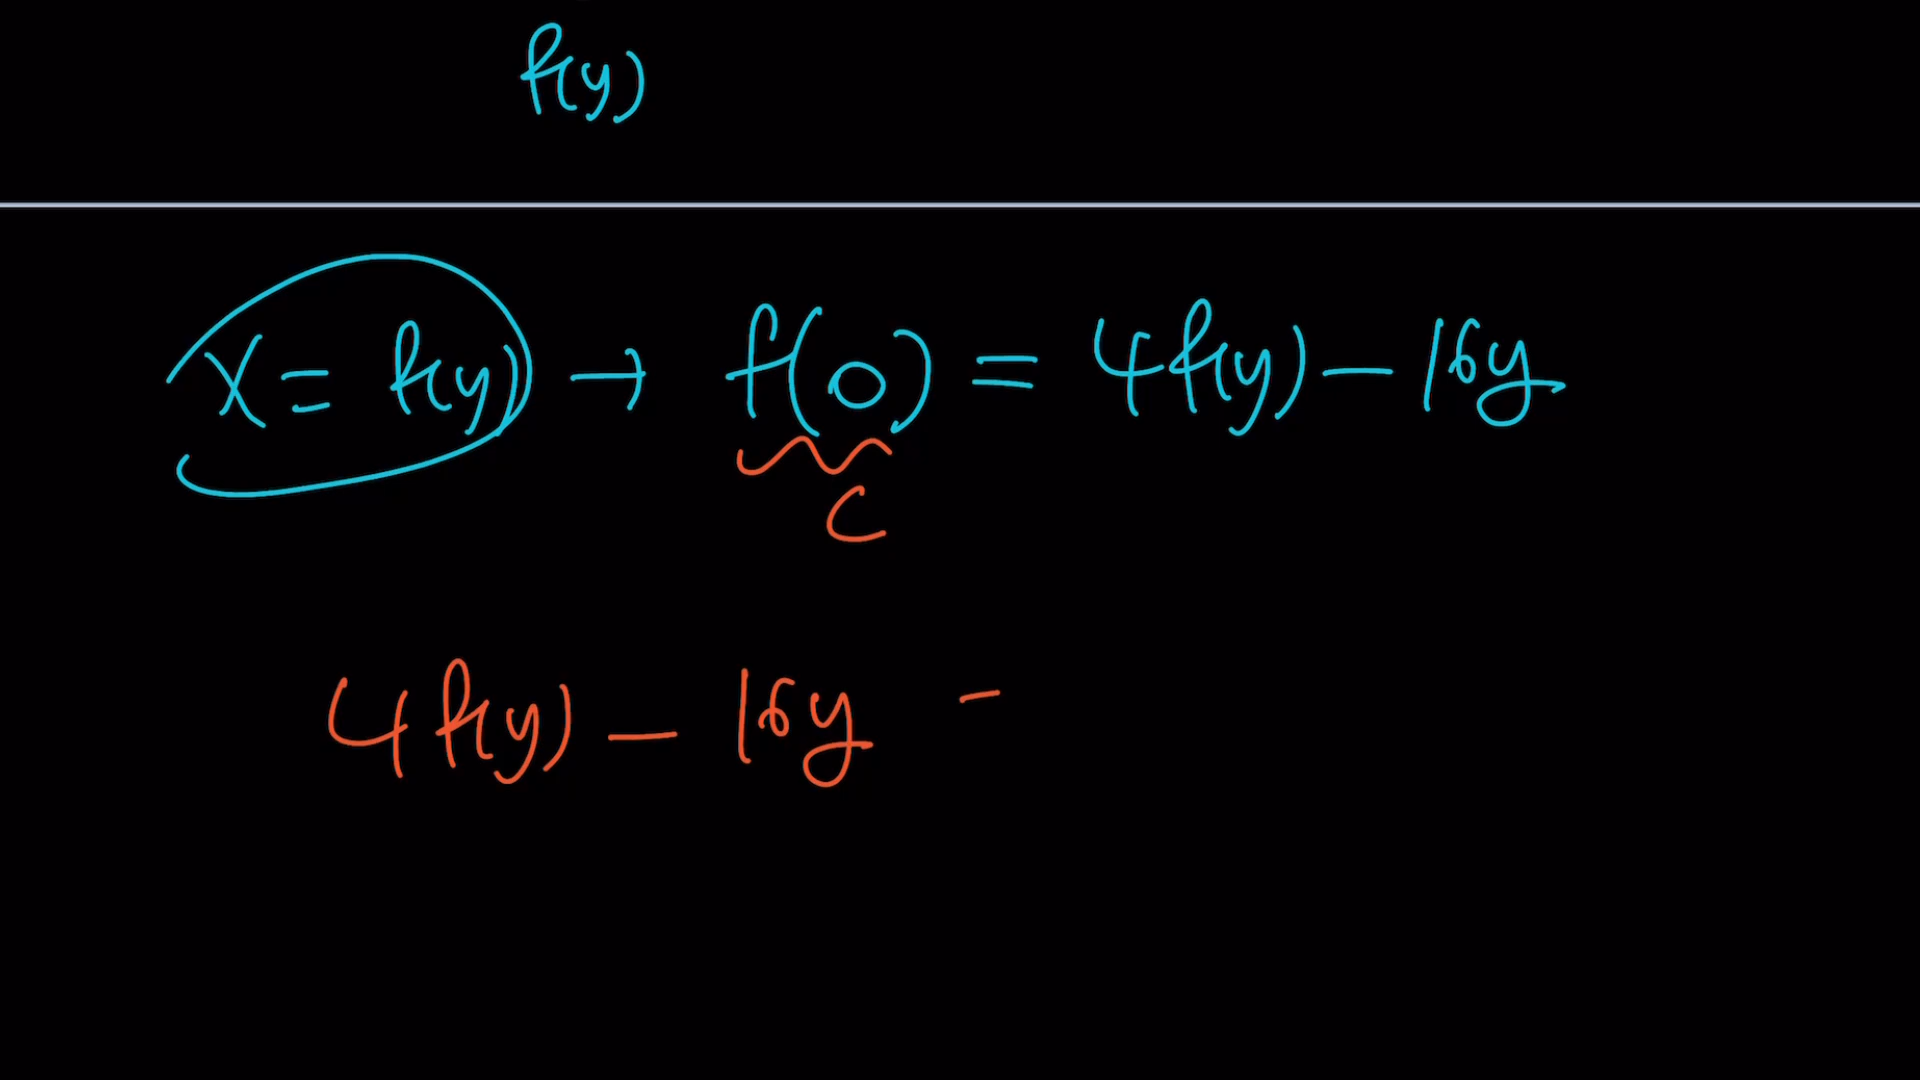 f(y)
x = f(y) → f(0) = 4f(y) - 16y
c
4f(y) - 16y -